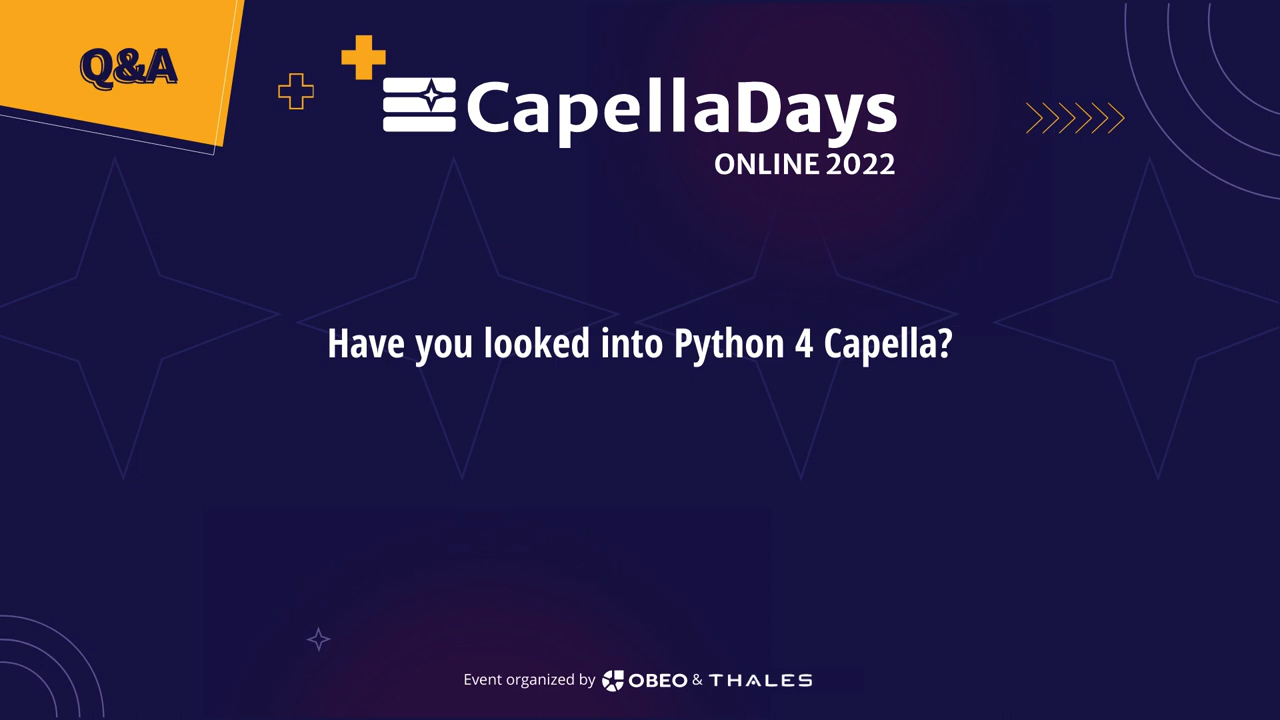 Q&A
CapellaDays
ONLINE 2022
Have you looked into Python 4 Capella?
Event organized by OBEO & THALES